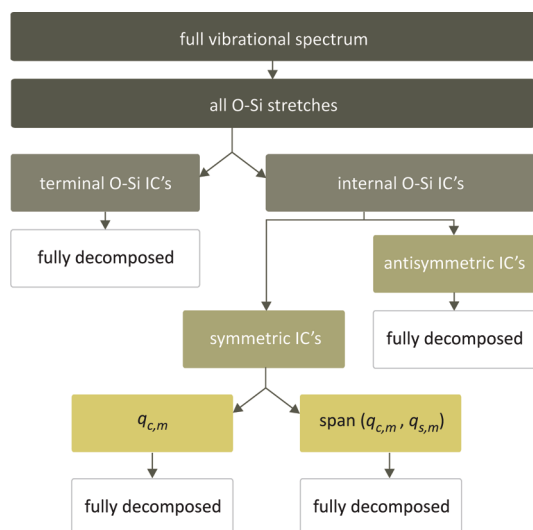 full vibrational spectrum
all O-Si stretches
terminal O-Si IC's
internal O-Si IC's
fully decomposed
antisymmetric IC's
symmetric IC's
fully decomposed
q_{c,m}
span (q_{c,m} , q_{s,m})
fully decomposed
fully decomposed